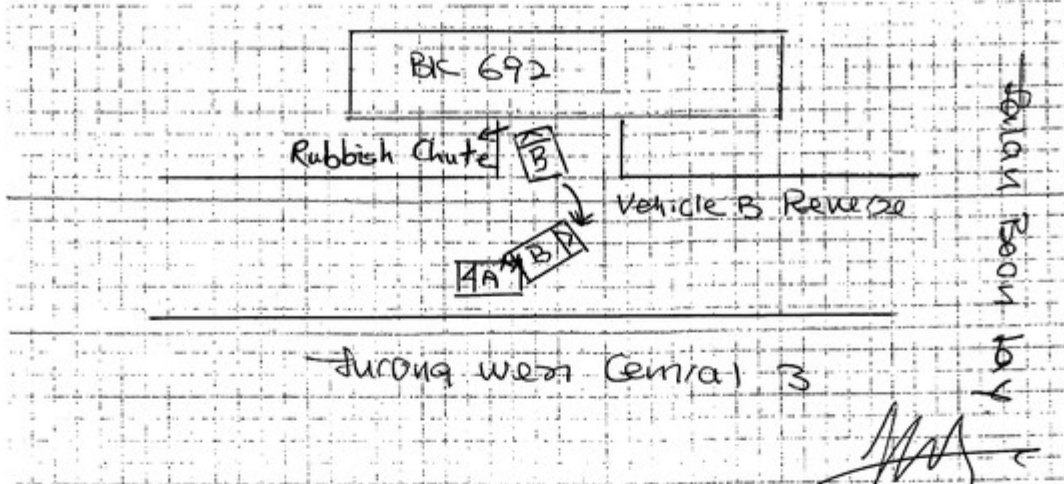 BK 692
Rubbish Chute
B
Vehicle B Reverse
B
A
Jurong West Central 3
Jalan Boon Lay